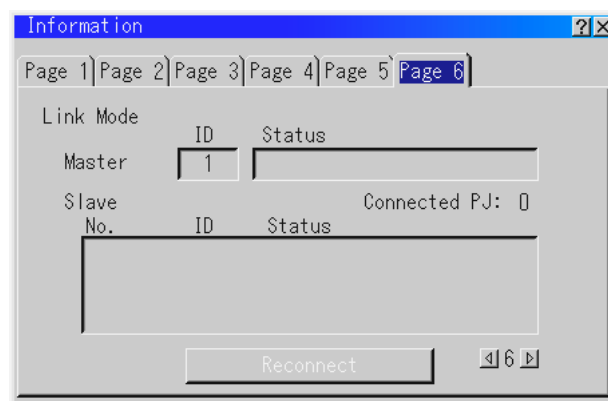 Information ? X
Page 1 Page 2 Page 3 Page 4 Page 5 Page 6
Link Mode
ID Status
Master 1
Slave Connected PJ: 0
No. ID Status
Reconnect 6